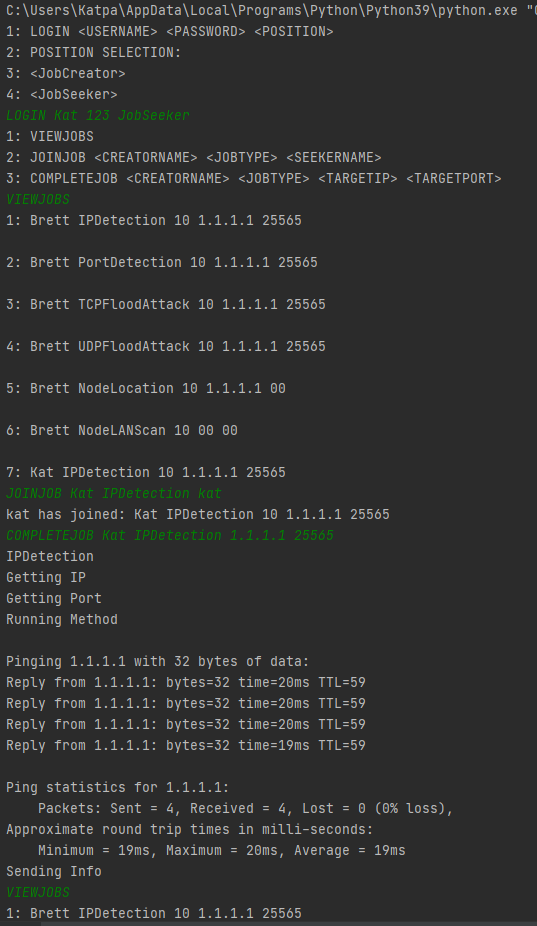 C:\Users\Katpa\AppData\Local\Programs\Python\Python39\python.exe "
1: LOGIN <USERNAME> <PASSWORD> <POSITION>
2: POSITION SELECTION:
3: <JobCreator>
4: <JobSeeker>
LOGIN Kat 123 JobSeeker
1: VIEWJOBS
2: JOINJOB <CREATORNAME> <JOBTYPE> <SEEKERNAME>
3: COMPLETEJOB <CREATORNAME> <JOBTYPE> <TARGETIP> <TARGETPORT>
VIEWJOBS
1: Brett IPDetection 10 1.1.1.1 25565
2: Brett PortDetection 10 1.1.1.1 25565
3: Brett TCPFloodAttack 10 1.1.1.1 25565
4: Brett UDPFloodAttack 10 1.1.1.1 25565
5: Brett NodeLocation 10 1.1.1.1 00
6: Brett NodeLANScan 10 00 00
7: Kat IPDetection 10 1.1.1.1 25565
JOINJOB Kat IPDetection kat
kat has joined: Kat IPDetection 10 1.1.1.1 25565
COMPLETEJOB Kat IPDetection 1.1.1.1 25565
IPDetection
Getting IP
Getting Port
Running Method
Pinging 1.1.1.1 with 32 bytes of data:
Reply from 1.1.1.1: bytes=32 time=20ms TTL=59
Reply from 1.1.1.1: bytes=32 time=20ms TTL=59
Reply from 1.1.1.1: bytes=32 time=20ms TTL=59
Reply from 1.1.1.1: bytes=32 time=19ms TTL=59
Ping statistics for 1.1.1.1:
Packets: Sent = 4, Received = 4, Lost = 0 (0% loss),
Approximate round trip times in milli-seconds:
Minimum = 19ms, Maximum = 20ms, Average = 19ms
Sending Info
VIEWJOBS
1: Brett IPDetection 10 1.1.1.1 25565